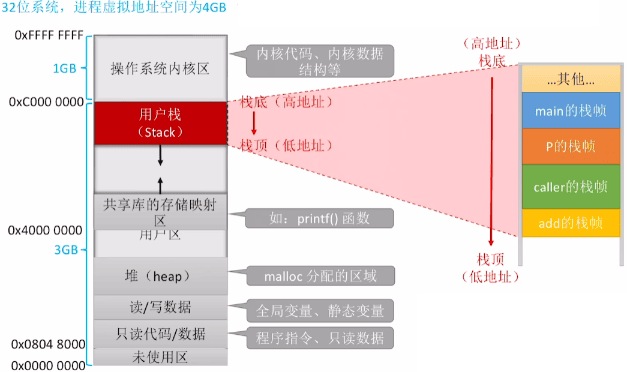 32位系统，进程虚拟地址空间为4GB
0xFFFF FFFF
1GB
操作系统内核区
内核代码、内核数据
结构等
0xC000 0000
用户栈
（Stack）
栈底（高地址）
栈顶（低地址）
共享库的存储映射
区
如：printf() 函数
0x4000 0000
用户区
3GB
堆（heap）
malloc 分配的区域
读/写数据
全局变量、静态变量
只读代码/数据
程序指令、只读数据
0x0804 8000
未使用区
0x0000 0000
（高地址）
栈底
...其他...
main的栈帧
P的栈帧
caller的栈帧
add的栈帧
栈顶
（低地址）